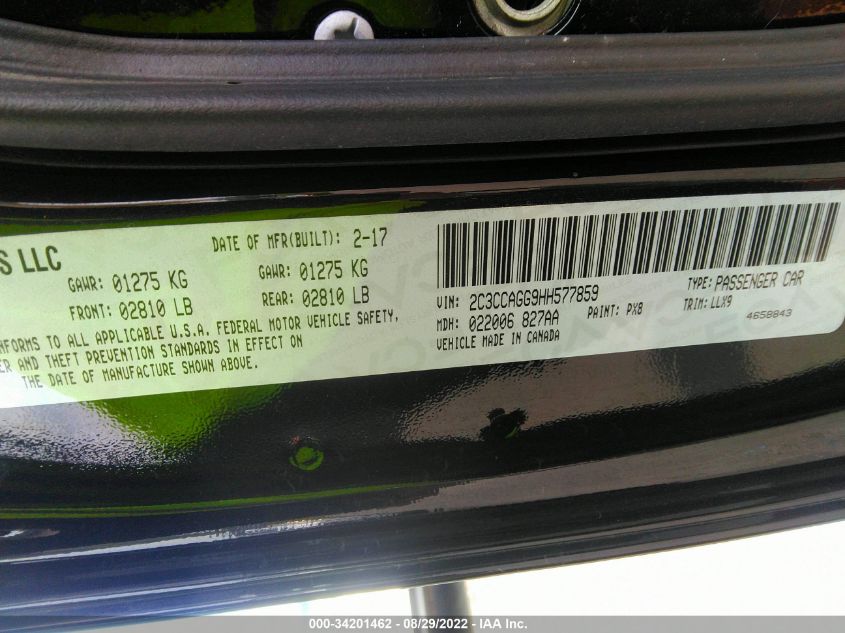 S LLC
DATE OF MFR(BUILT): 2-17
GAWR: 01275 KG
GAWR: 01275 KG
FRONT: 02810 LB
REAR: 02810 LB
NFORMS TO ALL APPLICABLE U.S.A. FEDERAL MOTOR VEHICLE SAFETY,
ER AND THEFT PREVENTION STANDARDS IN EFFECT ON
THE DATE OF MANUFACTURE SHOWN ABOVE.
VIN: 2C3CCAGG9HH577859
TYPE: PASSENGER CAR
MDH: 022006 827AA
PAINT: PX8
TRIM: LLX9
VEHICLE MADE IN CANADA
4658843
000-34201462 - 08/29/2022 - IAA Inc.